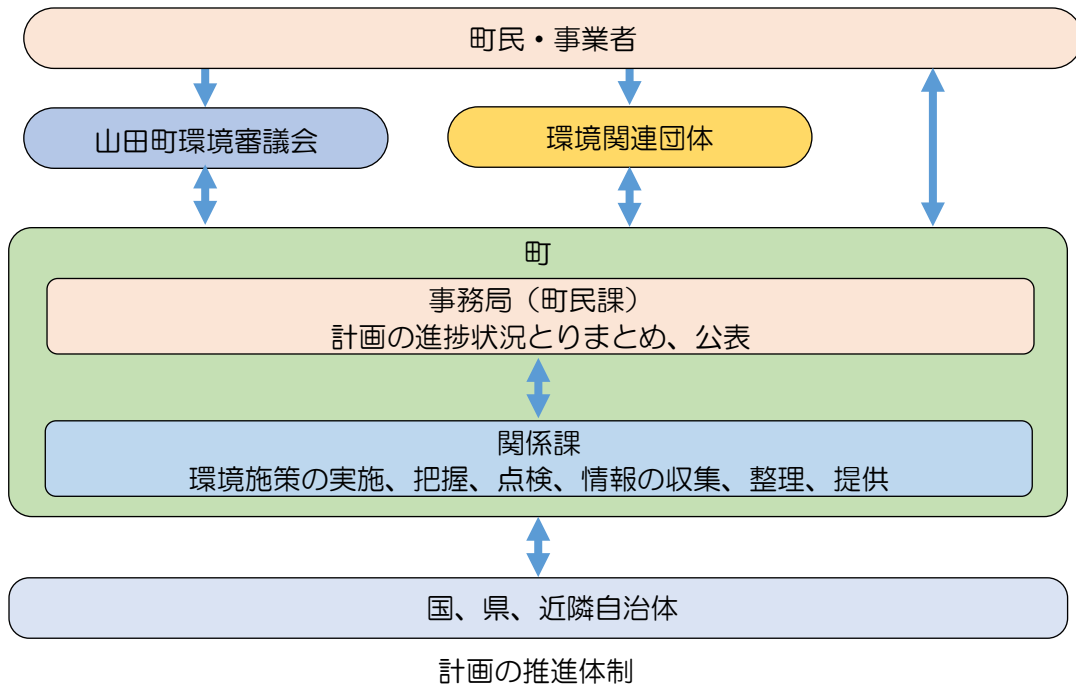 町民・事業者
山田町環境審議会
環境関連団体
町
事務局（町民課）
計画の進捗状況とりまとめ、公表
関係課
環境施策の実施、把握、点検、情報の収集、整理、提供
国、県、近隣自治体
計画の推進体制